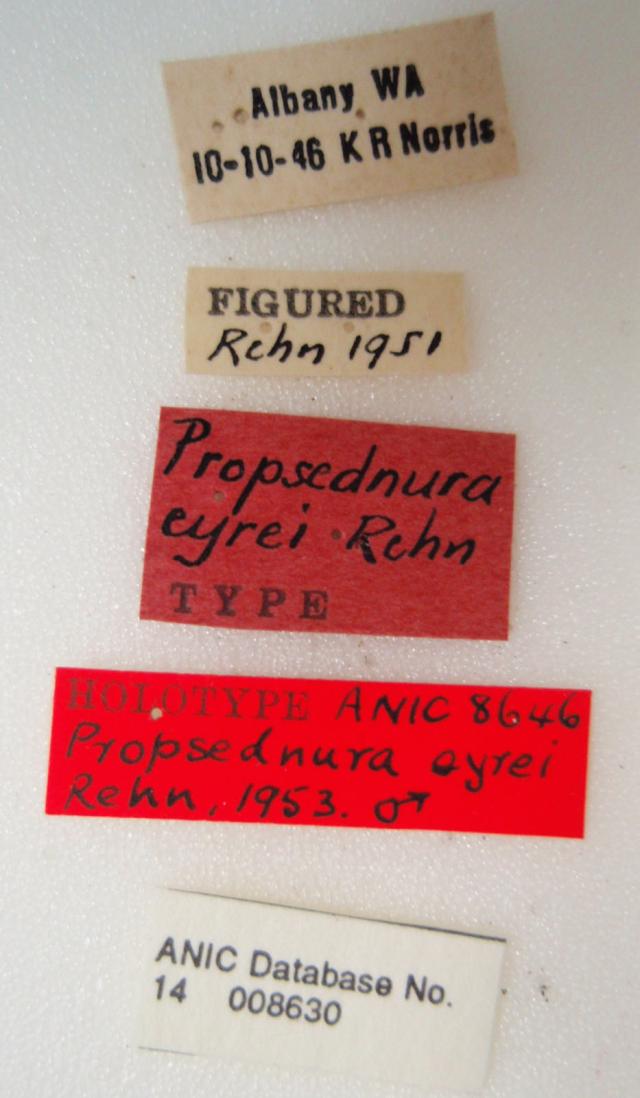 Albany WA
10-10-46 K R Norris
FIGURED
Rehn 1951
Propsednura
eyrei Rehn
TYPE
HOLOTYPE ANIC 8646
Propsednura eyrei
Rehn, 1953. ♂
ANIC Database No.
14 008630